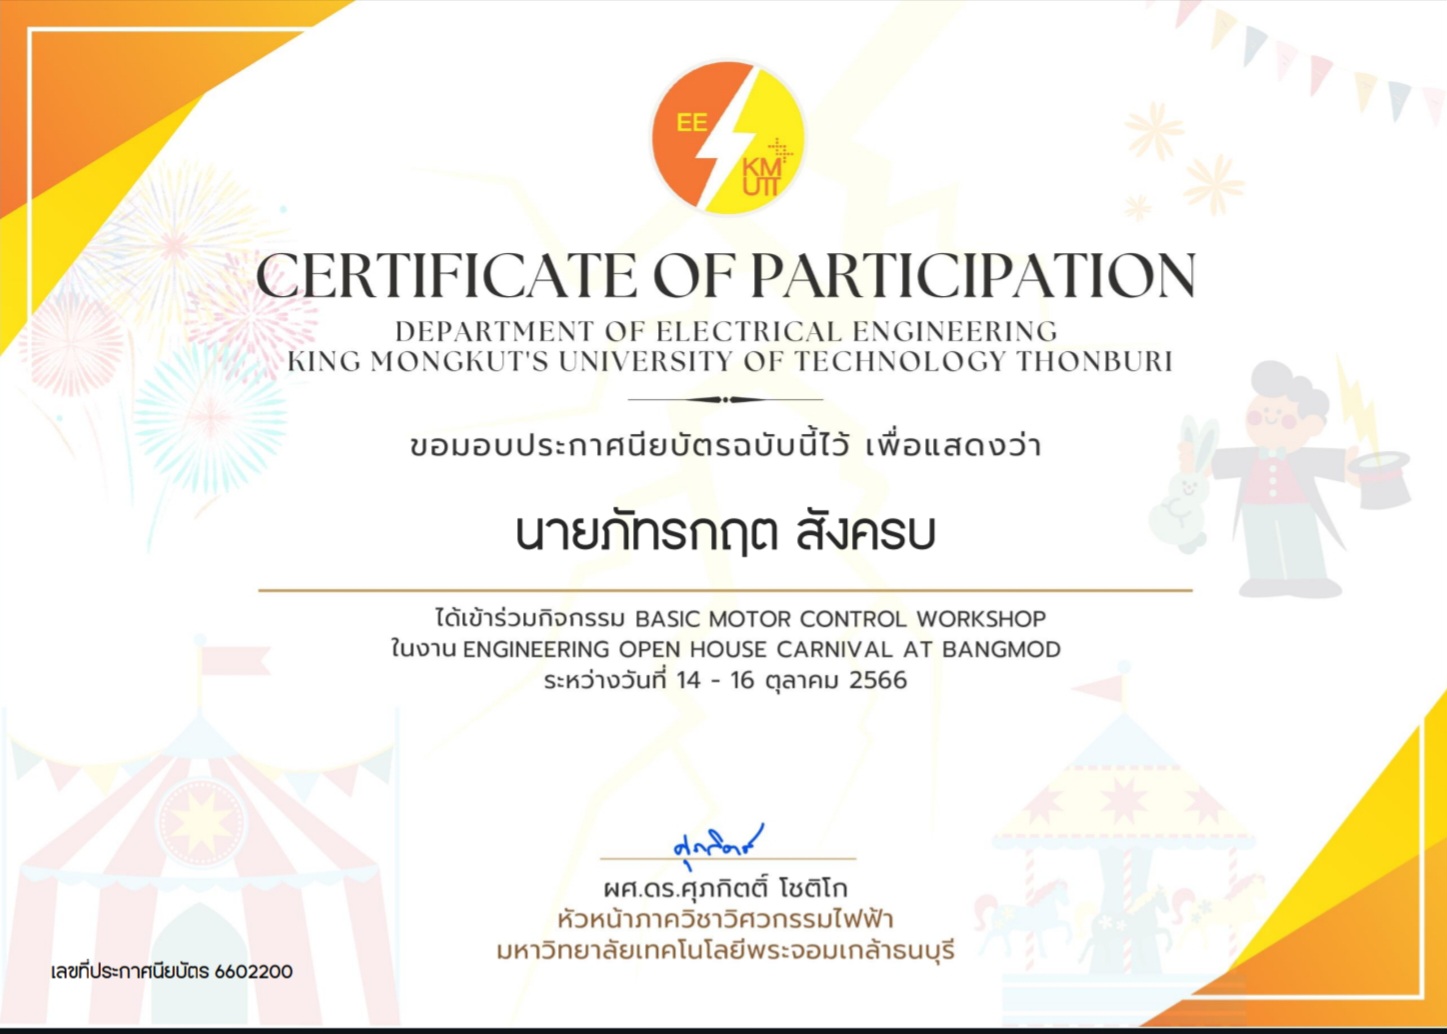 EE
KM
UTT
CERTIFICATE OF PARTICIPATION
DEPARTMENT OF ELECTRICAL ENGINEERING
KING MONGKUT'S UNIVERSITY OF TECHNOLOGY THONBURI
ขอมอบประกาศนียบัตรฉบับนี้ไว้ เพื่อแสดงว่า
นายภัทรกฤต สังครบ
ได้เข้าร่วมกิจกรรม BASIC MOTOR CONTROL WORKSHOP
ในงาน ENGINEERING OPEN HOUSE CARNIVAL AT BANGMOD
ระหว่างวันที่ 14 - 16 ตุลาคม 2566
ศุภกิตติ์
ผศ.ดร.ศุภกิตติ์ โชติโก
หัวหน้าภาควิชาวิศวกรรมไฟฟ้า
มหาวิทยาลัยเทคโนโลยีพระจอมเกล้าธนบุรี
เลขที่ประกาศนียบัตร 6602200